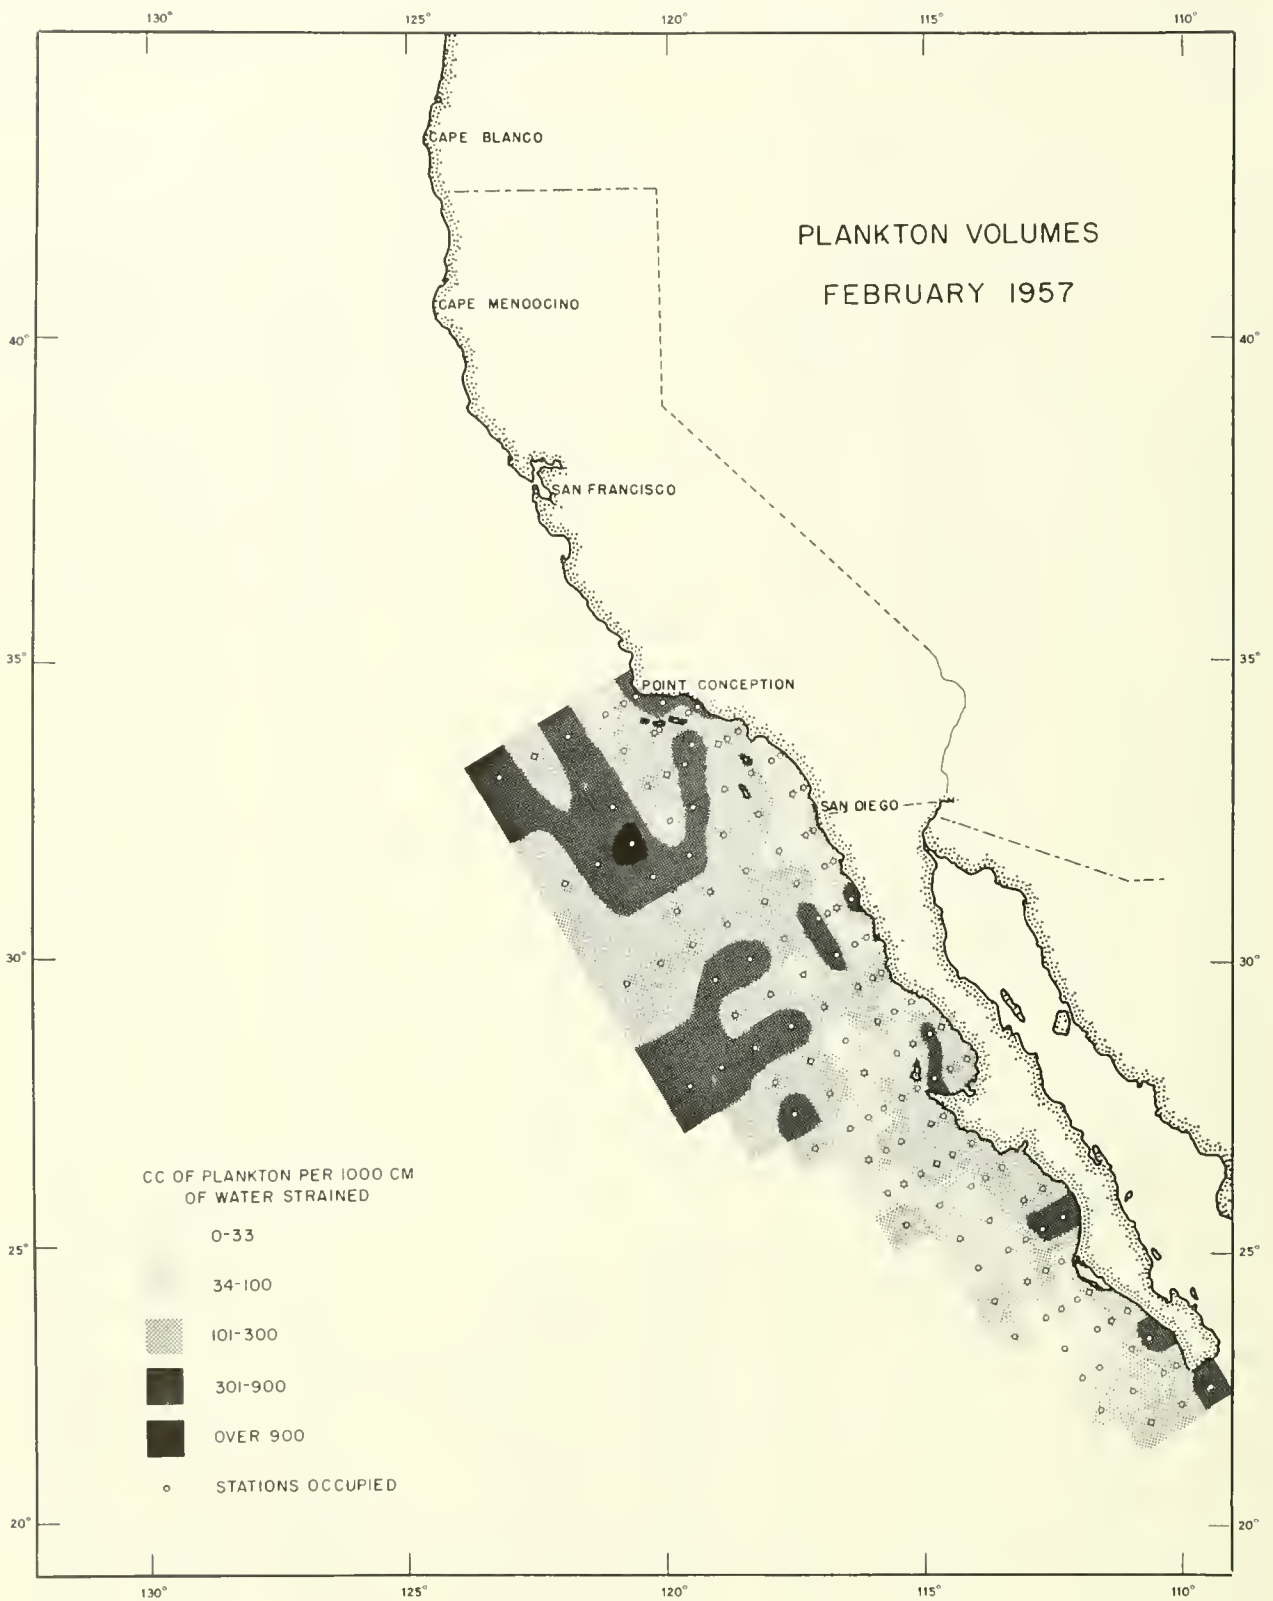 130° 125° 120° 115° 110°
CAPE BLANCO
PLANKTON VOLUMES
FEBRUARY 1957
CAPE MENDOCINO
40° 40°
SAN FRANCISCO
35° 35°
POINT CONCEPTION
SAN DIEGO
30° 30°
CC OF PLANKTON PER 1000 CM
OF WATER STRAINED
0-33
25° 25°
34-100
101-300
301-900
OVER 900
STATIONS OCCUPIED
20° 20°
130° 125° 120° 115° 110°